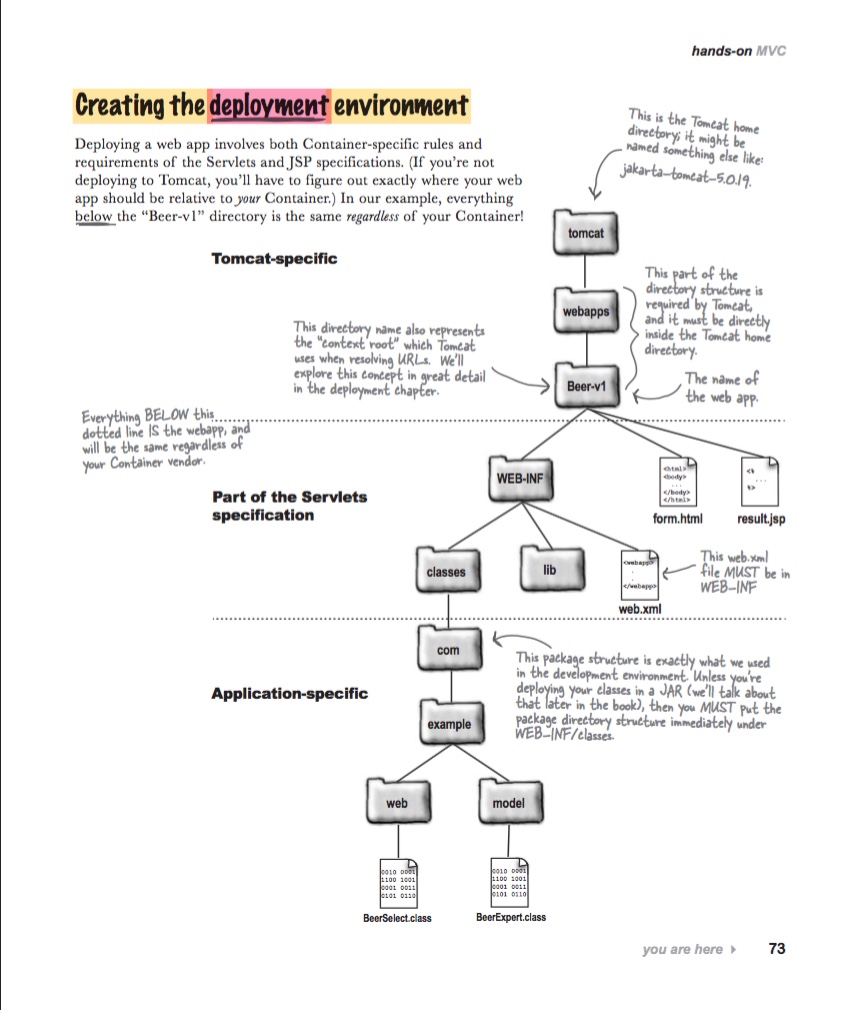 hands-on MVC
Creating the deployment environment
Deploying a web app involves both Container-specific rules and
requirements of the Servlets and JSP specifications. (If you're not
deploying to Tomcat, you'll have to figure out exactly where your web
app should be relative to your Container.) In our example, everything
below the "Beer-v1" directory is the same regardless of your Container!
This is the Tomcat home
directory; it might be
named something else like:
jakarta-tomcat-5.0.19.
tomcat
Tomcat-specific
This part of the
directory structure is
required by Tomcat,
and it must be directly
inside the Tomcat home
directory.
webapps
This directory name also represents
the "context root" which Tomcat
uses when resolving URLs. We'll
explore this concept in great detail
in the deployment chapter.
Beer-v1
The name of
the web app.
Everything BELOW this
dotted line IS the webapp, and
will be the same regardless of
your Container vendor.
WEB-INF
<html>
<body>
...
</body>
</html>
form.html
<%
...
%>
result.jsp
Part of the Servlets
specification
classes
lib
<webapp>
.
</webapp>
web.xml
This web.xml
file MUST be in
WEB-INF
com
This package structure is exactly what we used
in the development environment. Unless you're
deploying your classes in a JAR (we'll talk about
that later in the book), then you MUST put the
package directory structure immediately under
WEB-INF/classes.
Application-specific
example
web
model
0010 0001
1100 1001
0001 0011
0101 0110
BeerSelect.class
0010 0001
1100 1001
0001 0011
0101 0110
BeerExpert.class
you are here ▸ 73